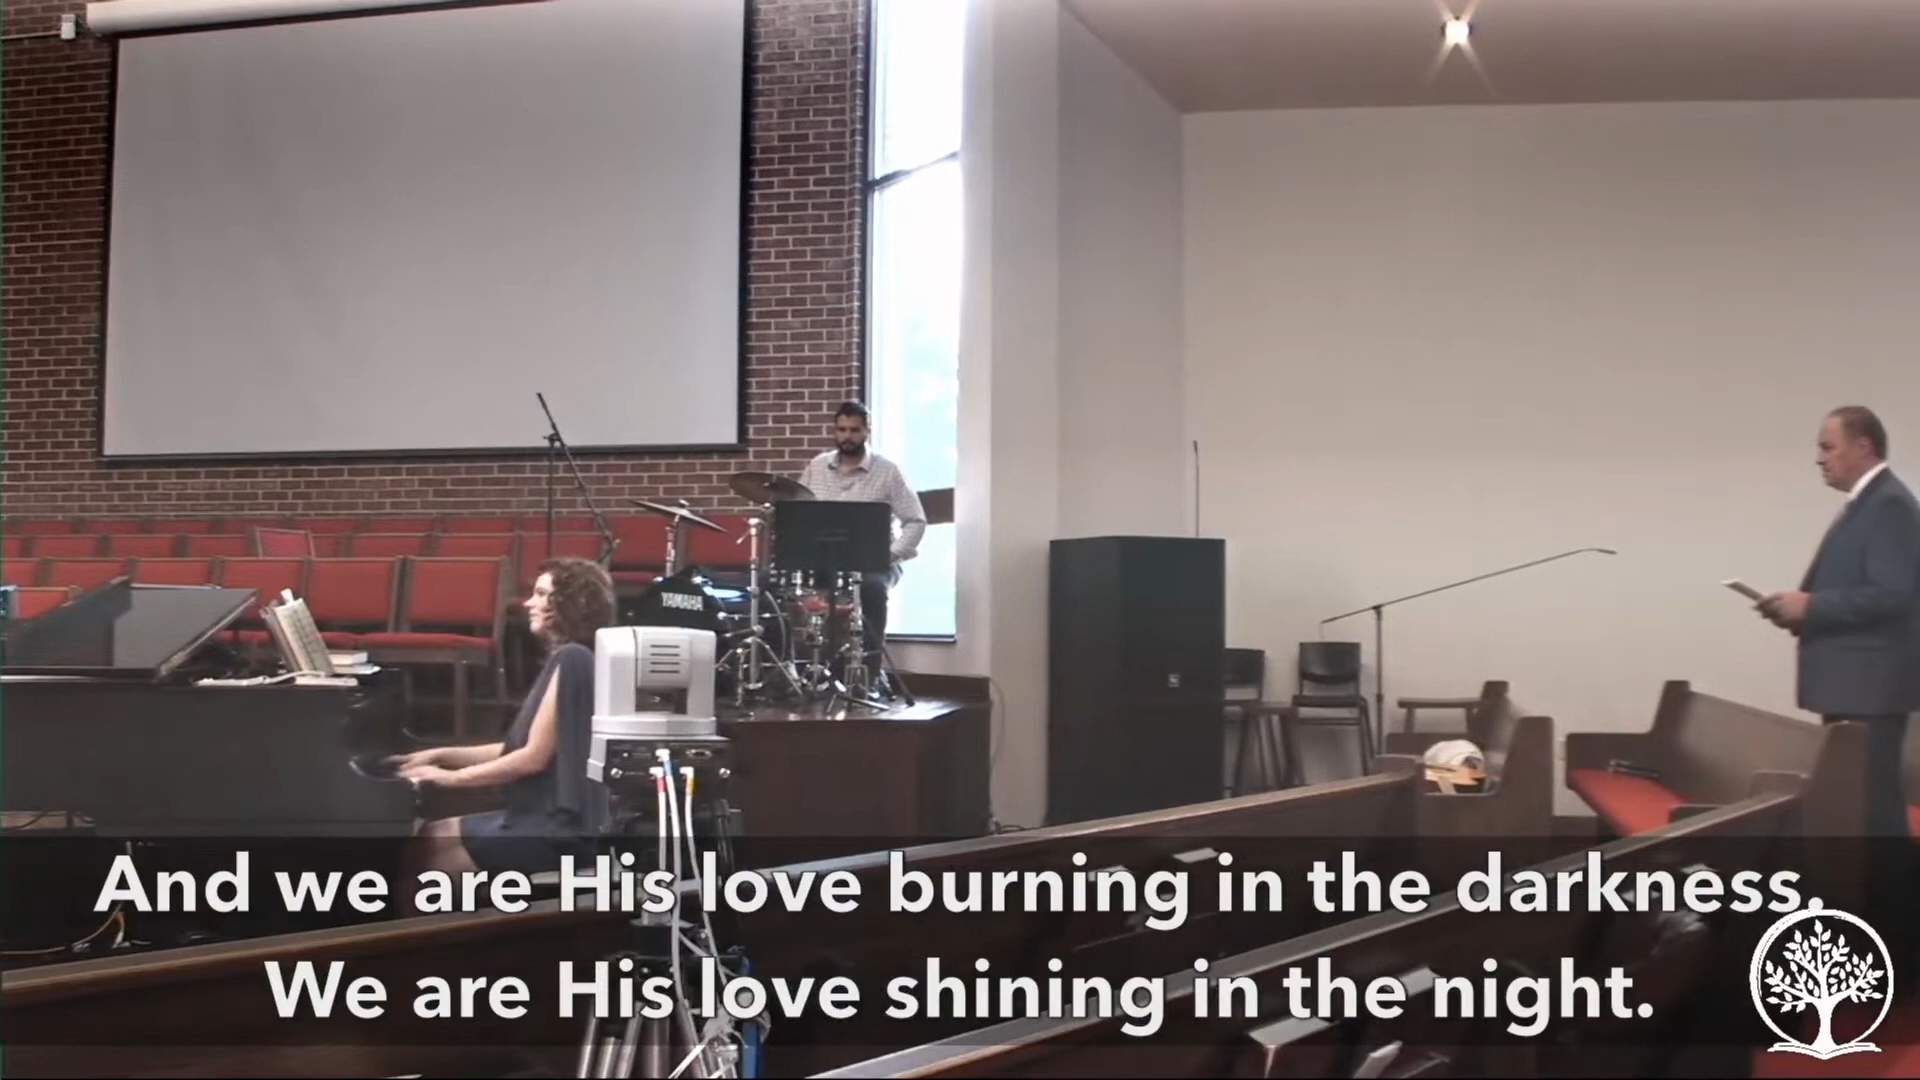 YAMAHA
And we are His love burning in the darkness.
We are His love shining in the night.